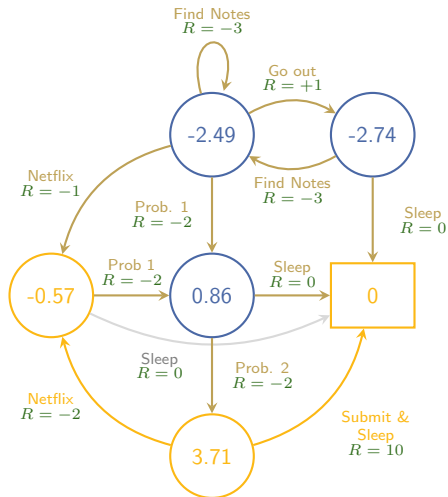 Find Notes
R = −3
Go out
R = +1
-2.49
-2.74
Netflix
R = −1
Find Notes
R = −3
Prob. 1
R = −2
Sleep
R = 0
Prob 1
R = −2
Sleep
R = 0
-0.57
0.86
0
Sleep
R = 0
Prob. 2
R = −2
Netflix
R = −2
Submit &
Sleep
R = 10
3.71